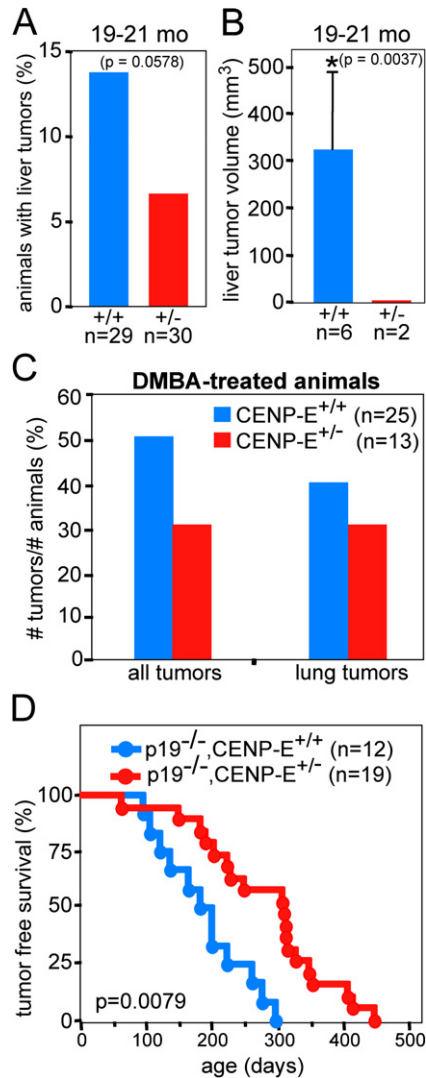 A
19-21 mo
(p = 0.0578)
animals with liver tumors (%)
15
10
5
0
+/+
+/-
n=29
n=30
B
19-21 mo
*(p = 0.0037)
liver tumor volume (mm³)
500
400
300
200
100
0
+/+
+/-
n=6
n=2
C
DMBA-treated animals
CENP-E+/+ (n=25)
CENP-E+/- (n=13)
# tumors/# animals (%)
60
50
40
30
20
10
0
all tumors
lung tumors
D
p19-/-,CENP-E+/+ (n=12)
p19-/-,CENP-E+/- (n=19)
tumor free survival (%)
100
75
50
25
0
p=0.0079
100
200
300
400
500
age (days)